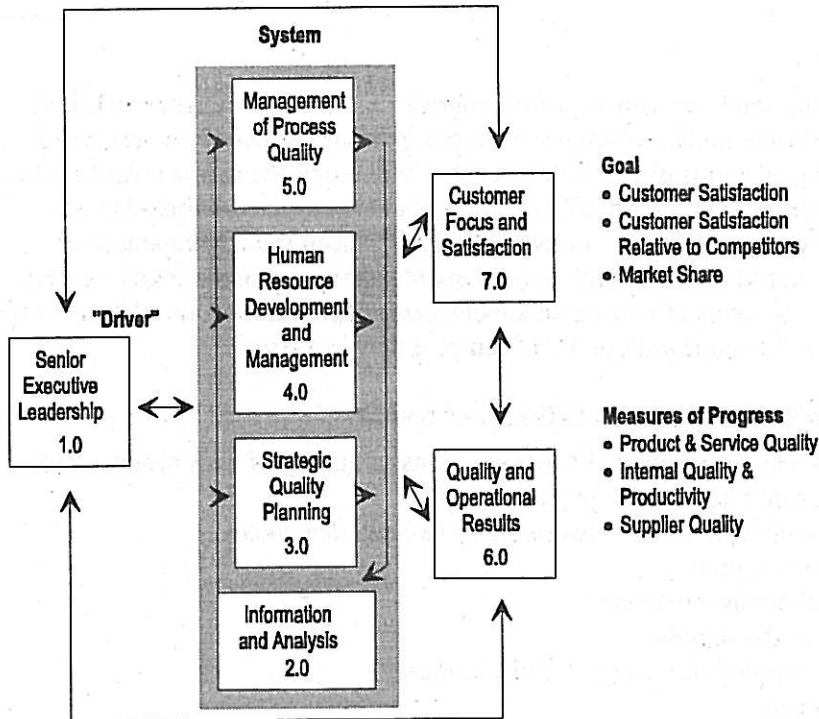 System
Management
of Process
Quality
5.0
Human
Resource
Development
and
Management
4.0
Strategic
Quality
Planning
3.0
Information
and Analysis
2.0
"Driver"
Senior
Executive
Leadership
1.0
Customer
Focus and
Satisfaction
7.0
Quality and
Operational
Results
6.0
Goal
• Customer Satisfaction
• Customer Satisfaction
Relative to Competitors
• Market Share
Measures of Progress
• Product & Service Quality
• Internal Quality &
Productivity
• Supplier Quality